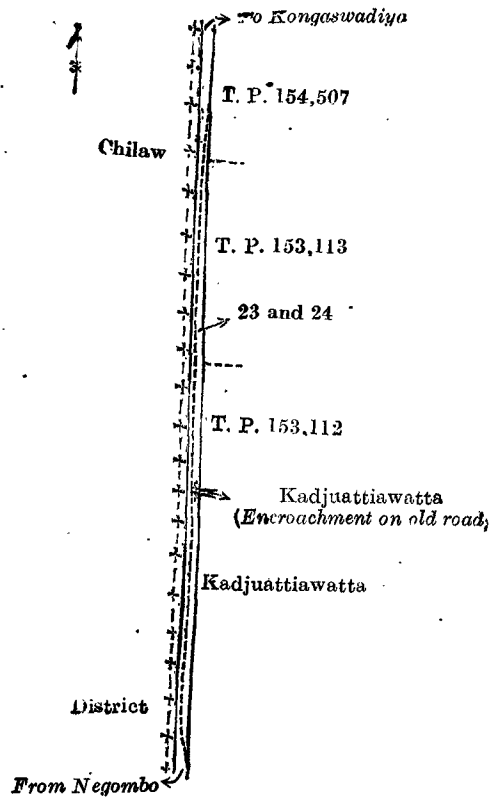 To Kongaswadiya
T. P. 154,507
Chilaw
T. P. 153,113
23 and 24
T. P. 153,112
Kadjuattiawatta
(Encroachment on old road)
Kadjuattiawatta
District
From Negombo